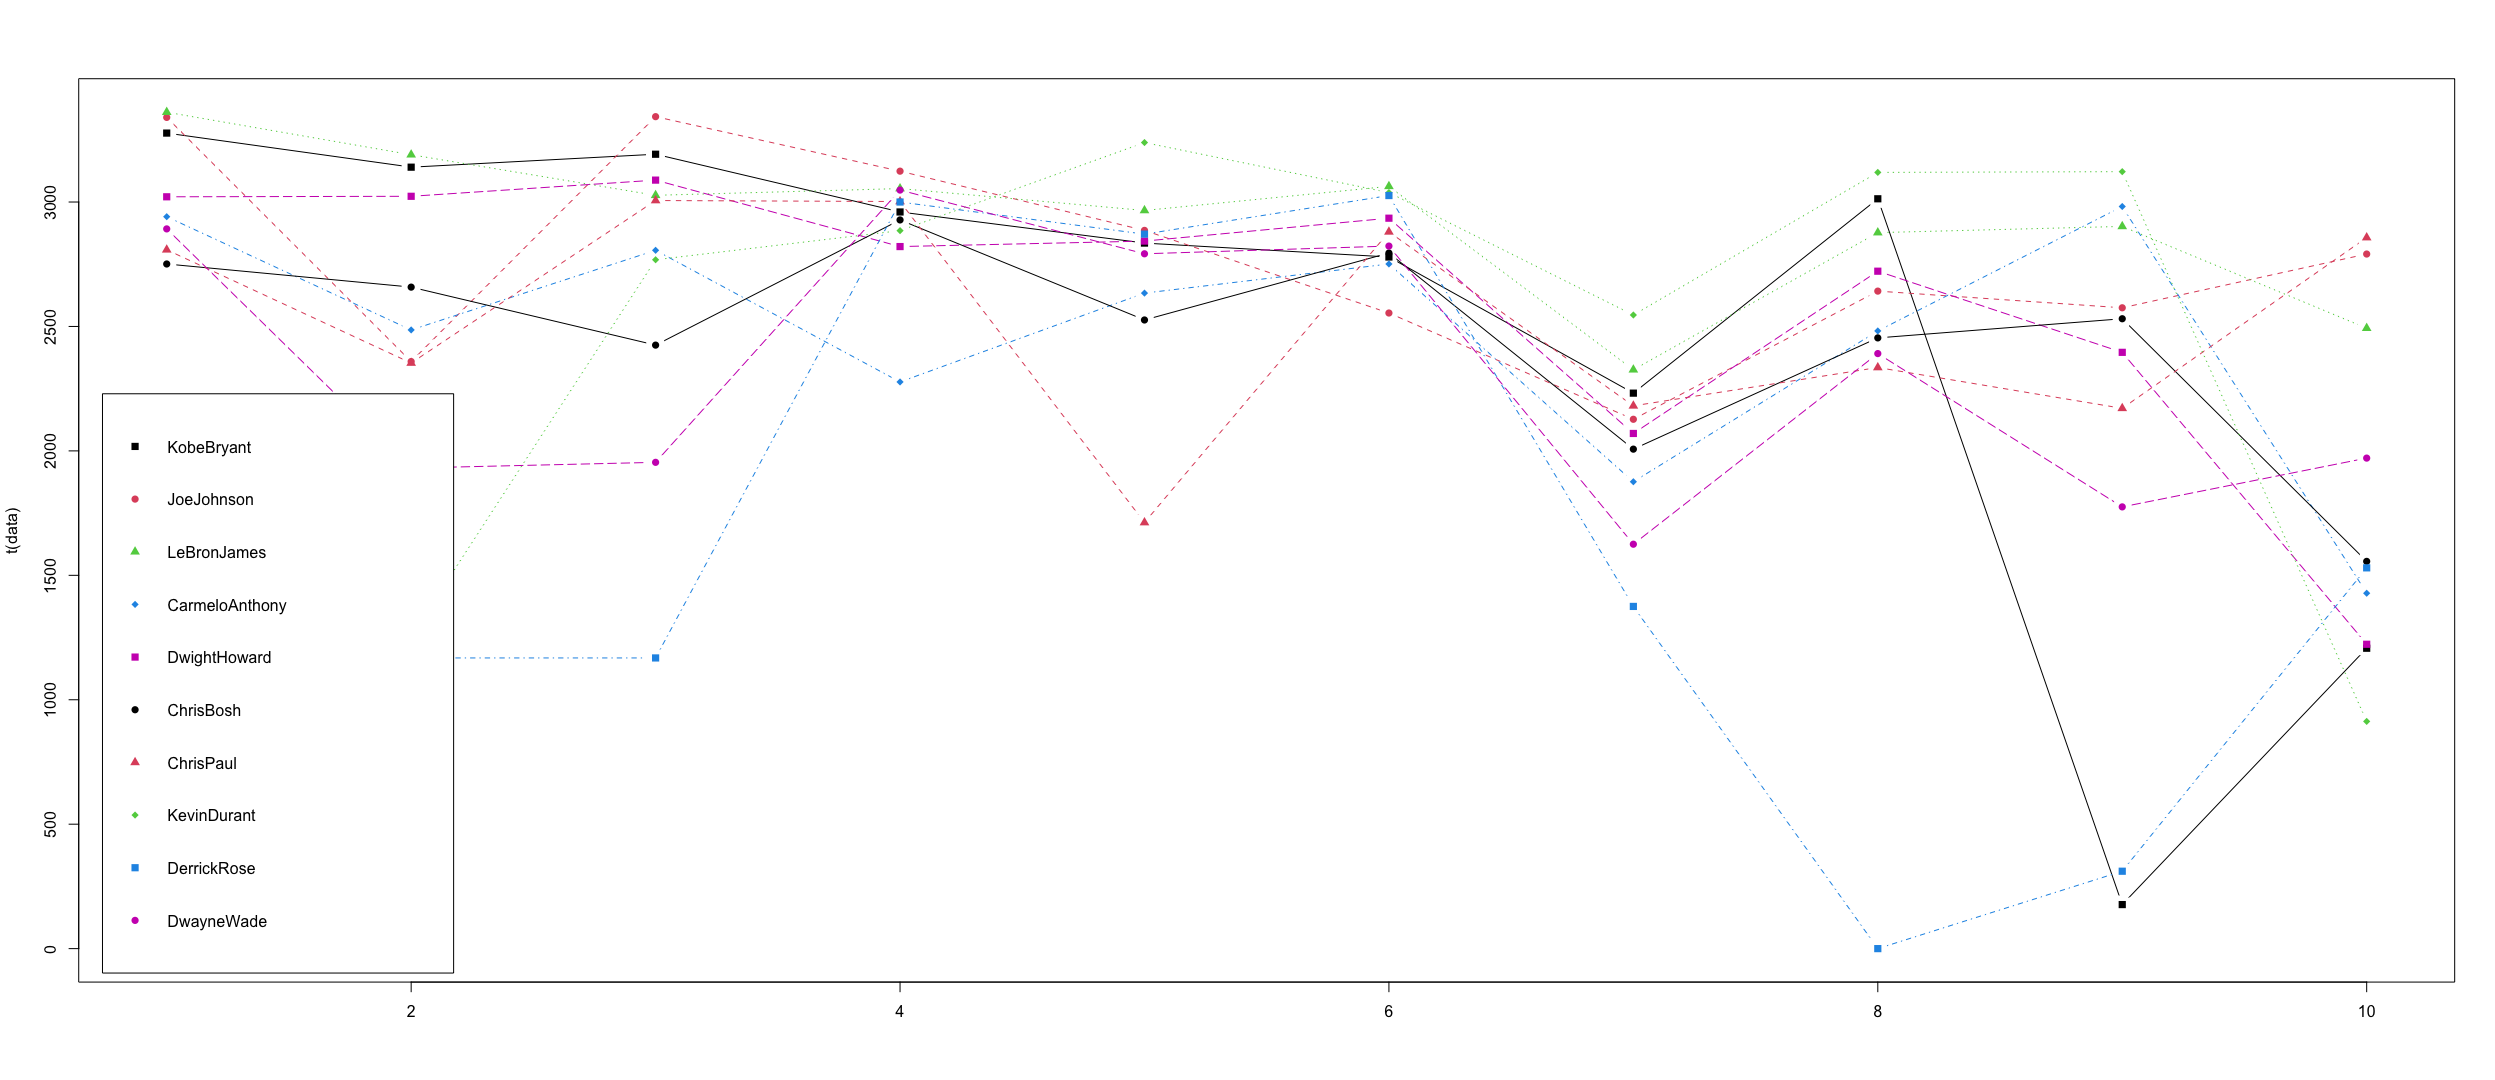 t(data)
3000
2500
2000
1500
1000
500
0
KobeBryant
JoeJohnson
LeBronJames
CarmeloAnthony
DwightHoward
ChrisBosh
ChrisPaul
KevinDurant
DerrickRose
DwayneWade
2 4 6 8 10